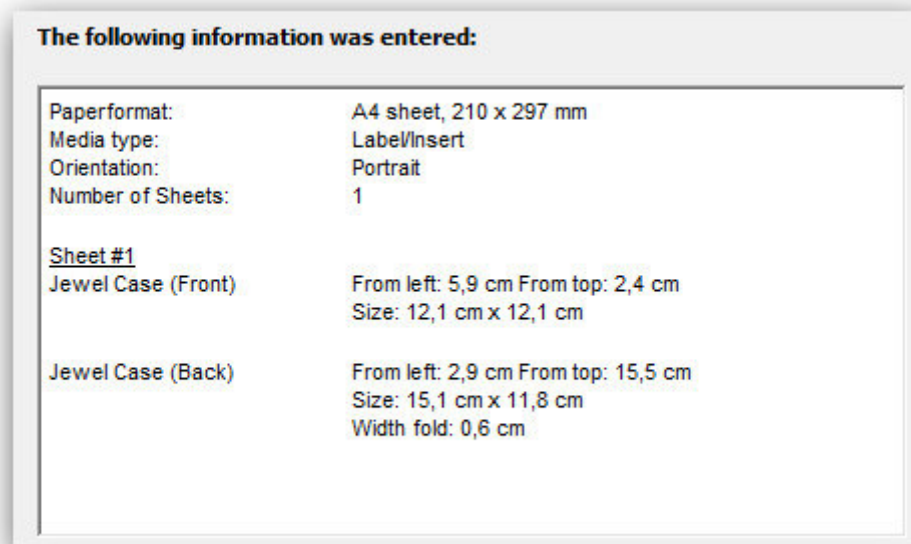 The following information was entered:
Paperformat: A4 sheet, 210 x 297 mm
Media type: Label/Insert
Orientation: Portrait
Number of Sheets: 1
Sheet #1
Jewel Case (Front) From left: 5,9 cm From top: 2,4 cm
Size: 12,1 cm x 12,1 cm
Jewel Case (Back) From left: 2,9 cm From top: 15,5 cm
Size: 15,1 cm x 11,8 cm
Width fold: 0,6 cm